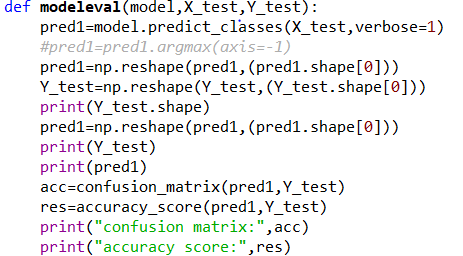 def modeleval(model,X_test,Y_test):
    pred1=model.predict_classes(X_test,verbose=1)
    #pred1=pred1.argmax(axis=-1)
    pred1=np.reshape(pred1,(pred1.shape[0]))
    Y_test=np.reshape(Y_test,(Y_test.shape[0]))
    print(Y_test.shape)
    pred1=np.reshape(pred1,(pred1.shape[0]))
    print(Y_test)
    print(pred1)
    acc=confusion_matrix(pred1,Y_test)
    res=accuracy_score(pred1,Y_test)
    print("confusion matrix:",acc)
    print("accuracy score:",res)